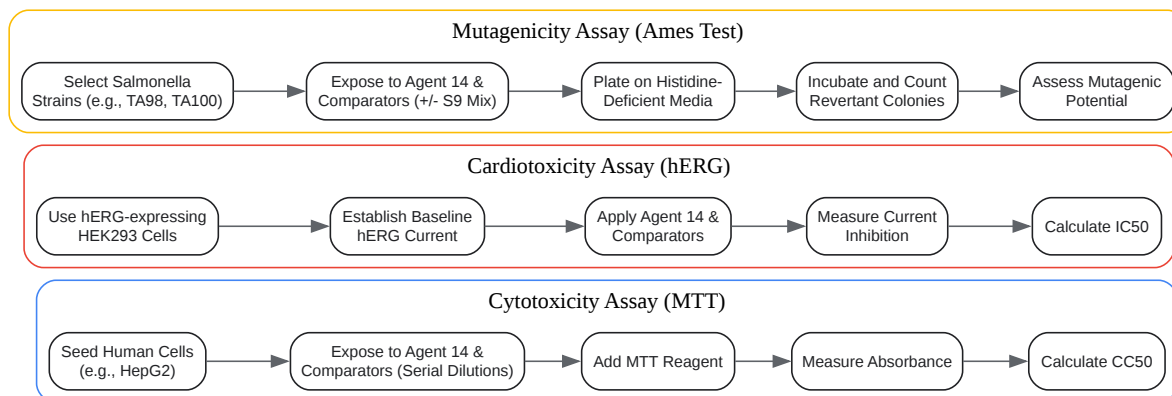 Mutagenicity Assay (Ames Test)
Select Salmonella
Strains (e.g., TA98, TA100)
Expose to Agent 14 &
Comparators (+/- S9 Mix)
Plate on Histidine-
Deficient Media
Incubate and Count
Revertant Colonies
Assess Mutagenic
Potential
Cardiotoxicity Assay (hERG)
Use hERG-expressing
HEK293 Cells
Establish Baseline
hERG Current
Apply Agent 14 &
Comparators
Measure Current
Inhibition
Calculate IC50
Cytotoxicity Assay (MTT)
Seed Human Cells
(e.g., HepG2)
Expose to Agent 14 &
Comparators (Serial Dilutions)
Add MTT Reagent
Measure Absorbance
Calculate CC50